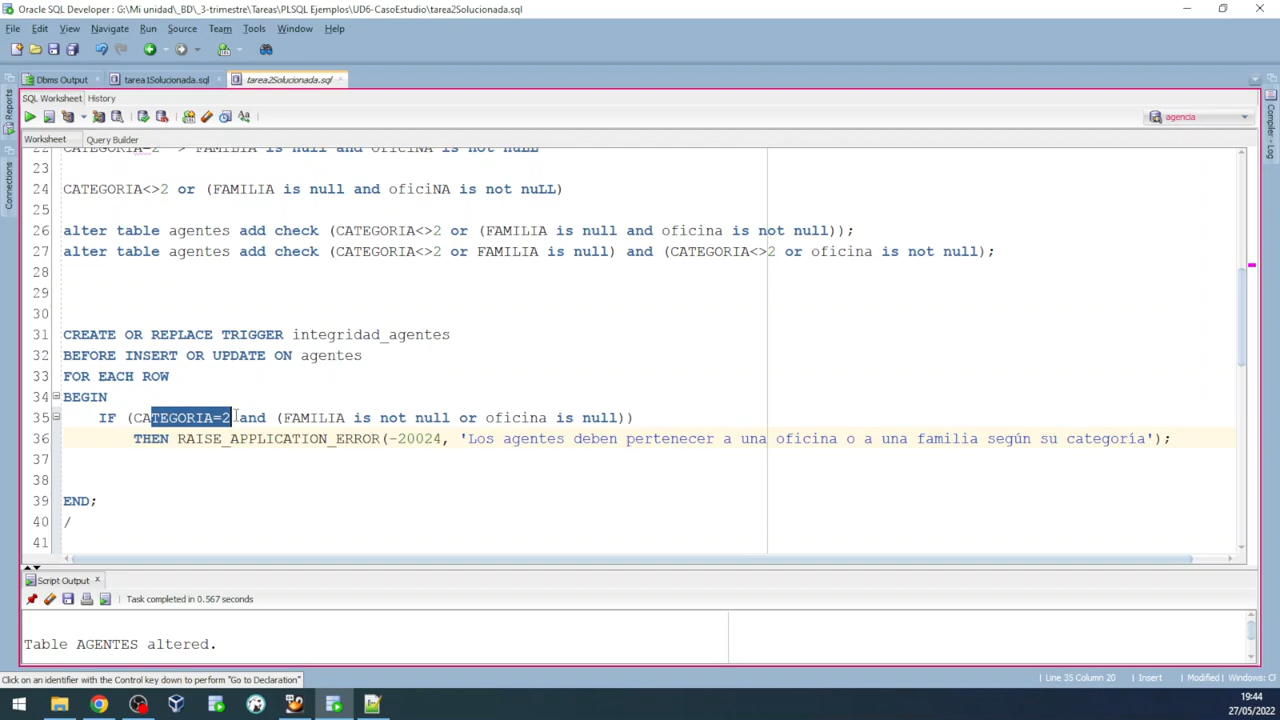 Oracle SQL Developer : G:\Mi unidad\_BD\_3-trimestre\Tareas\PLSQL Ejemplos\UD6-CasoEstudio\tarea2Solucionada.sql
File Edit View Navigate Run Source Team Tools Window Help
Dbms Output tarea1Solucionada.sql tarea2Solucionada.sql
SQL Worksheet History
agencia
Worksheet Query Builder
Reports
Connections
Compiler - Log
22 CATEGORIA=2 > FAMILIA is null and oficiNA is not nuLL
23
24 CATEGORIA<>2 or (FAMILIA is null and oficiNA is not nuLL)
25
26 alter table agentes add check (CATEGORIA<>2 or (FAMILIA is null and oficina is not null));
27 alter table agentes add check (CATEGORIA<>2 or FAMILIA is null) and (CATEGORIA<>2 or oficina is not null);
28
29
30
31 CREATE OR REPLACE TRIGGER integridad_agentes
32 BEFORE INSERT OR UPDATE ON agentes
33 FOR EACH ROW
34 BEGIN
35 IF (CATEGORIA=2 and (FAMILIA is not null or oficina is null))
36 THEN RAISE_APPLICATION_ERROR(-20024, 'Los agentes deben pertenecer a una oficina o a una familia según su categoría');
37
38
39 END;
40 /
41
Script Output
Task completed in 0.567 seconds
Table AGENTES altered.
Click on an identifier with the Control key down to perform "Go to Declaration"
Line 35 Column 20 Insert Modified Windows: Cl
19:44
27/05/2022